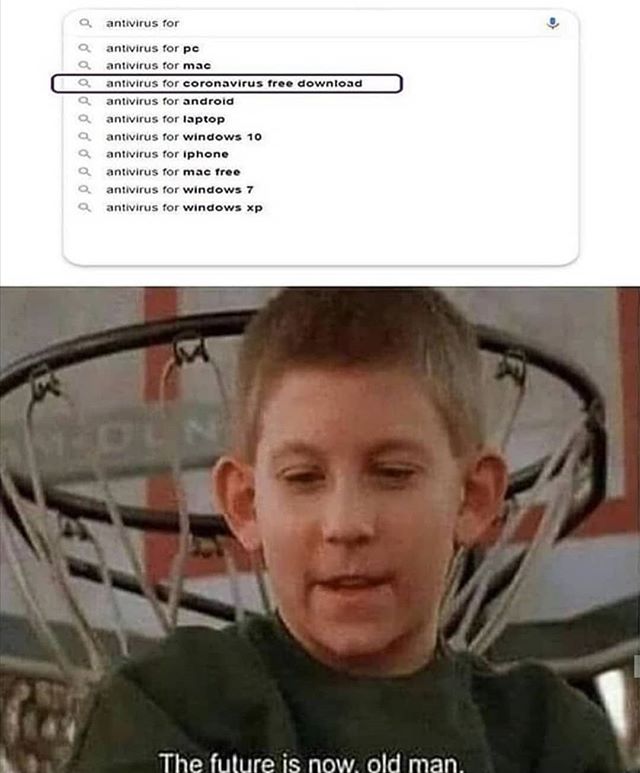 antivirus for
antivirus for pc
antivirus for mac
antivirus for coronavirus free download
antivirus for android
antivirus for laptop
antivirus for windows 10
antivirus for iphone
antivirus for mac free
antivirus for windows 7
antivirus for windows xp
The future is now, old man.